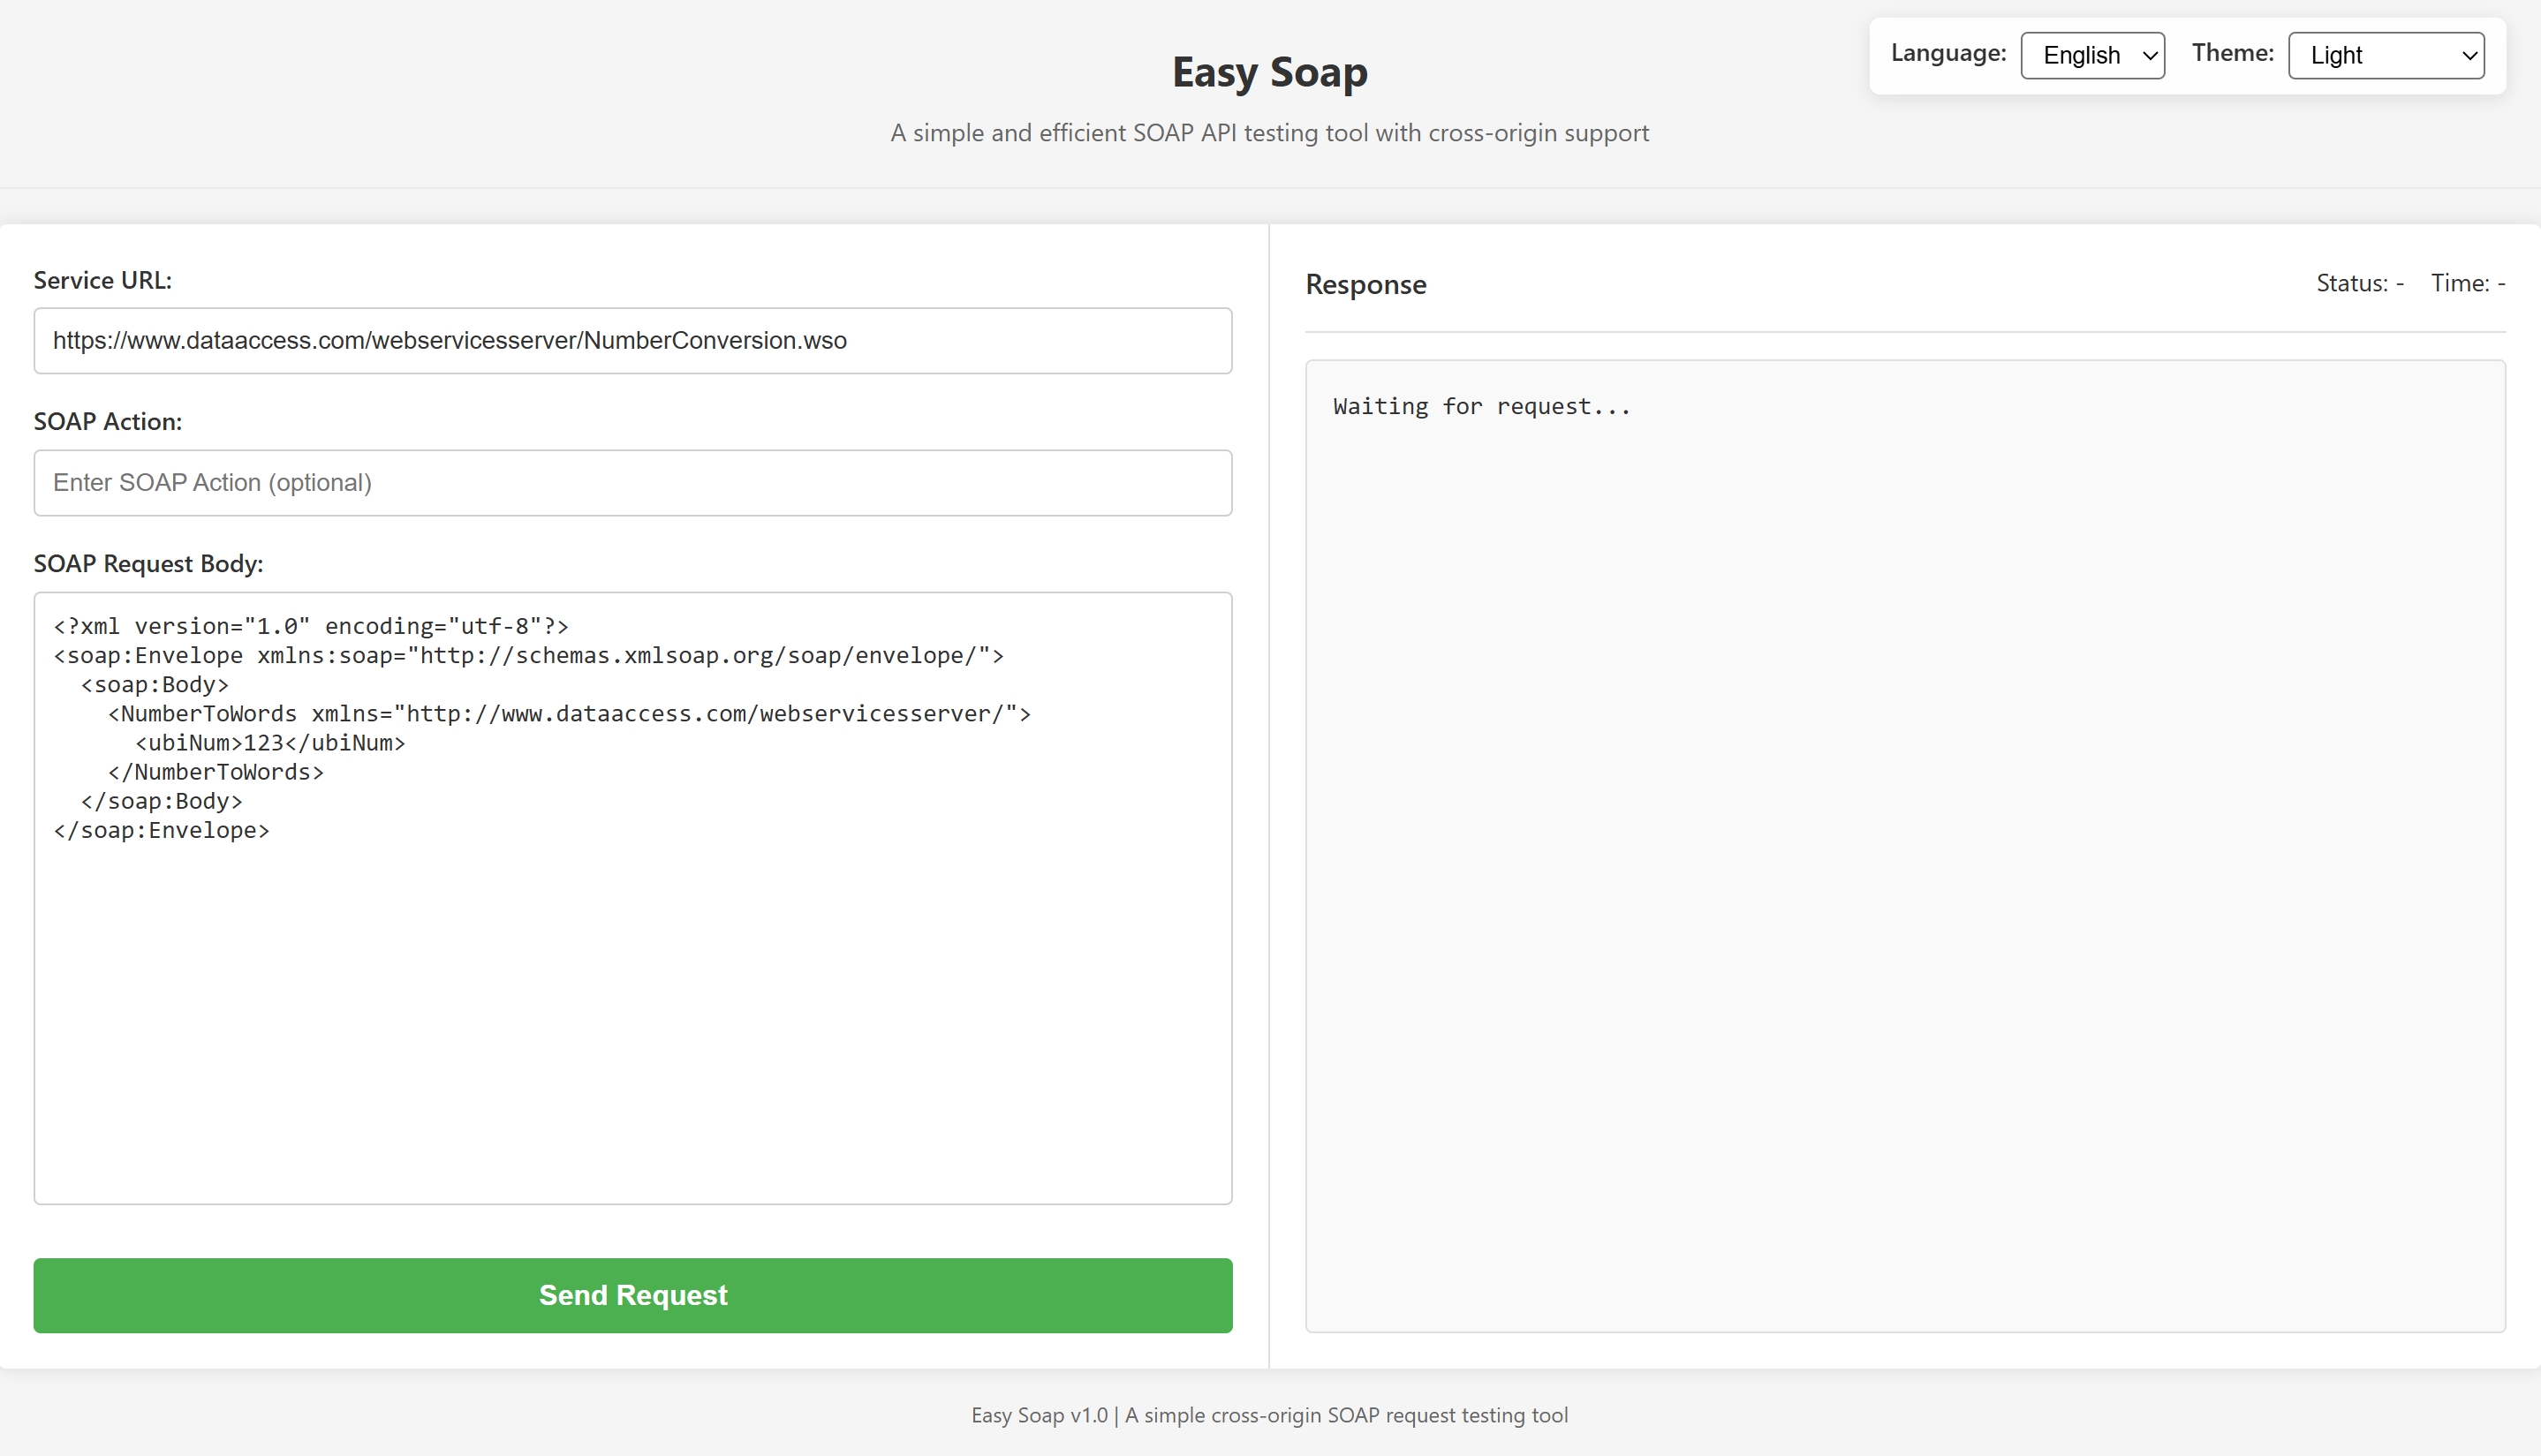 Easy Soap
A simple and efficient SOAP API testing tool with cross-origin support
Language: English Theme: Light
Service URL:
https://www.dataaccess.com/webservicesserver/NumberConversion.wso
SOAP Action:
Enter SOAP Action (optional)
SOAP Request Body:
<?xml version="1.0" encoding="utf-8"?>
<soap:Envelope xmlns:soap="http://schemas.xmlsoap.org/soap/envelope/">
  <soap:Body>
    <NumberToWords xmlns="http://www.dataaccess.com/webservicesserver/">
      <ubiNum>123</ubiNum>
    </NumberToWords>
  </soap:Body>
</soap:Envelope>
Send Request
Response
Status: - Time: -
Waiting for request...
Easy Soap v1.0 | A simple cross-origin SOAP request testing tool